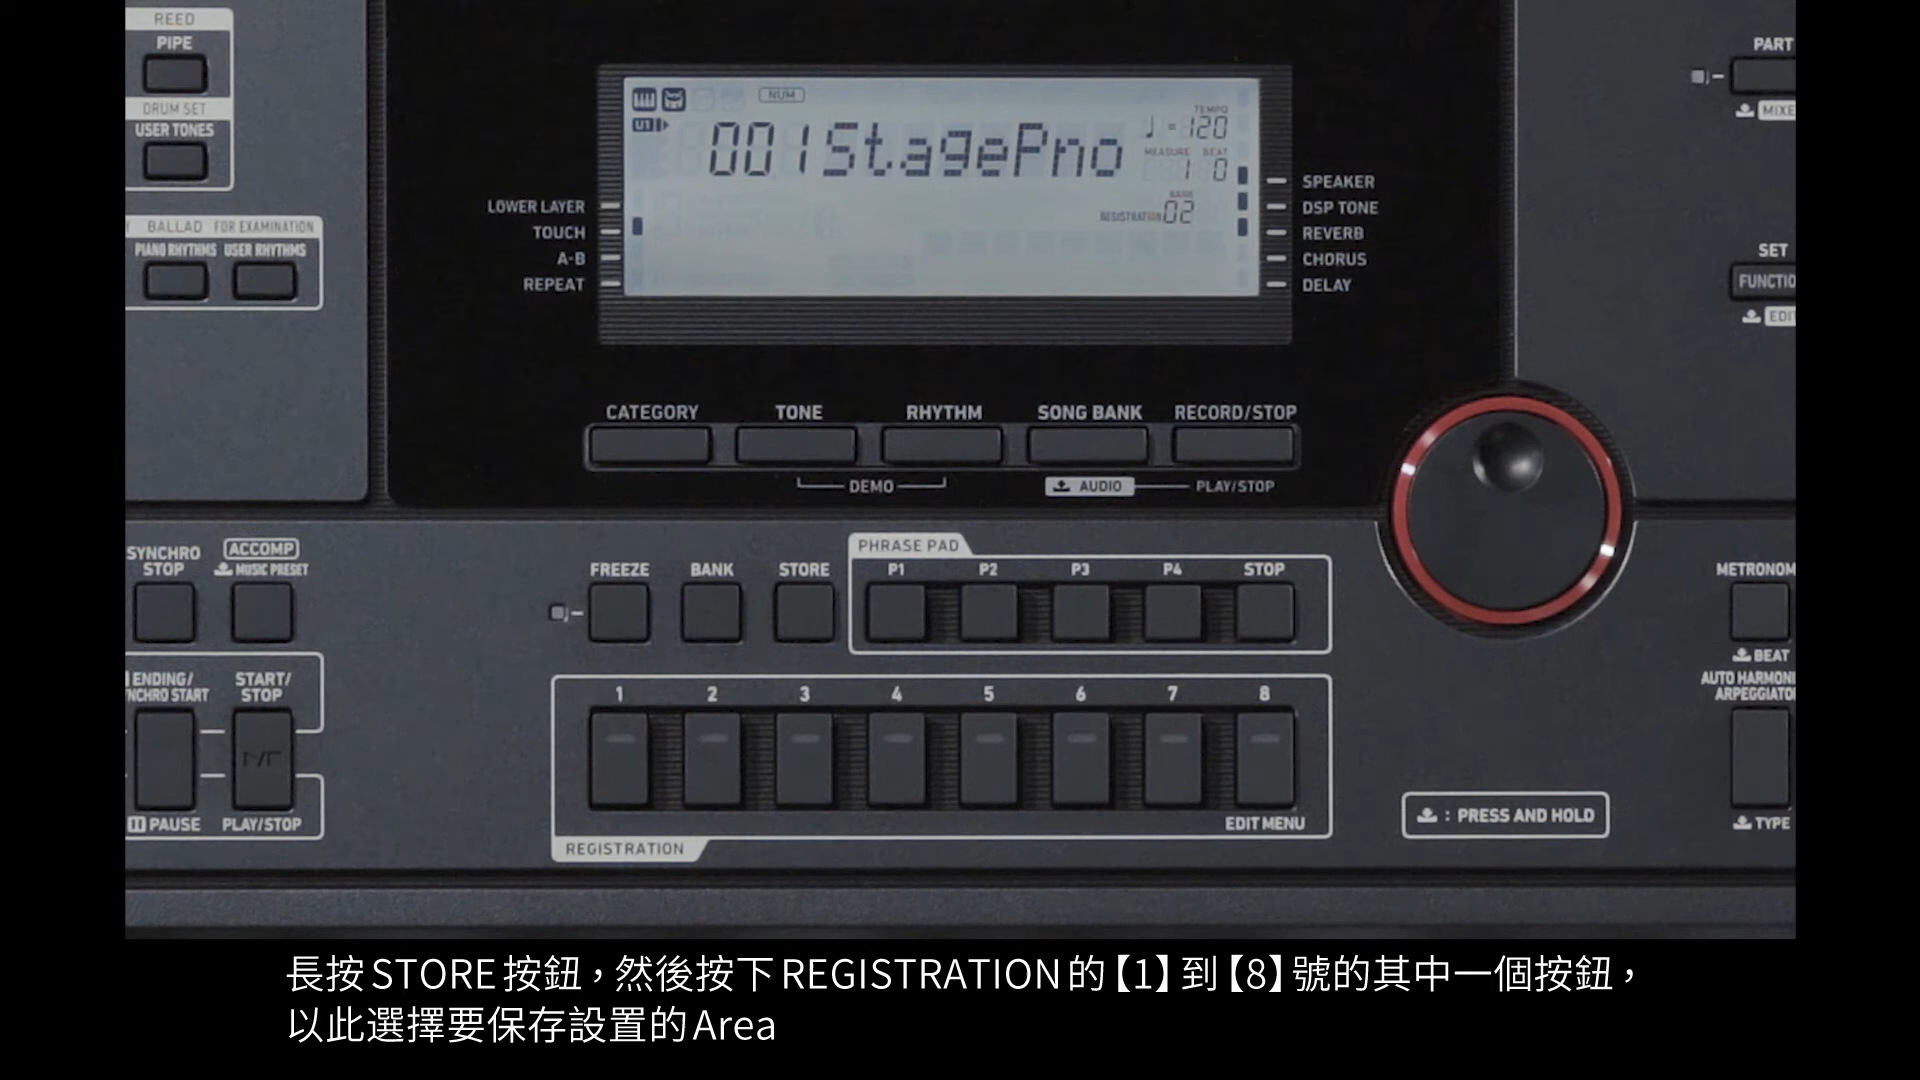 REED
PIPE
DRUM SET
USER TONES
BALLAD FOR EXAMINATION
PIANO RHYTHMS USER RHYTHMS
NUM
U1
001StagePno
TEMPO
=120
MEASURE BEAT
1 0
BANK
REGISTRATION 02
LOWER LAYER
TOUCH
A-B
REPEAT
SPEAKER
DSP TONE
REVERB
CHORUS
DELAY
PART
MIXE
SET
FUNCTIO
EDI
CATEGORY TONE RHYTHM SONG BANK RECORD/STOP
DEMO AUDIO PLAY/STOP
SYNCHRO
STOP
ACCOMP
MUSIC PRESET
FREEZE BANK STORE
PHRASE PAD
P1 P2 P3 P4 STOP
METRONOM
BEAT
AUTO HARMONI
ARPEGGIATO
TYPE
ENDING/
NCHRO START
START/
STOP
PAUSE PLAY/STOP
1 2 3 4 5 6 7 8
EDIT MENU
REGISTRATION
: PRESS AND HOLD
長按STORE按鈕，然後按下REGISTRATION的【1】到【8】號的其中一個按鈕，
以此選擇要保存設置的Area